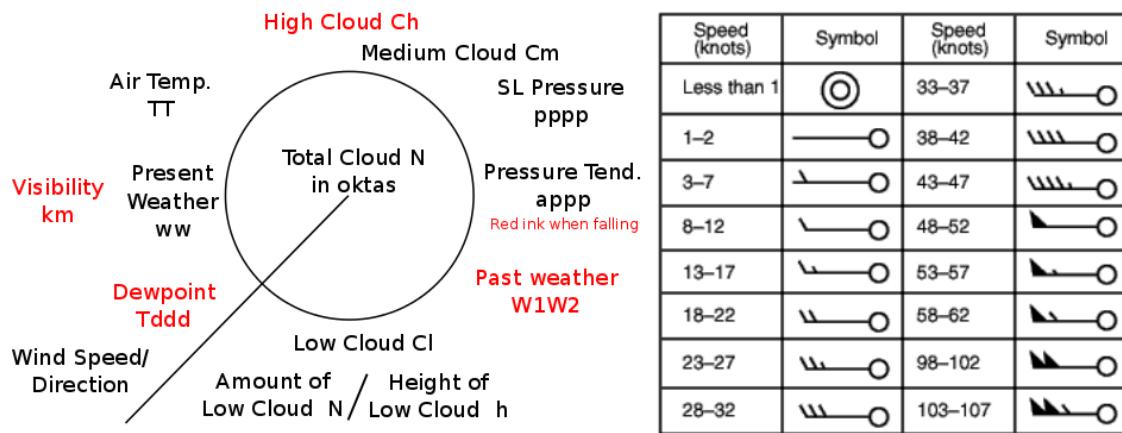 High Cloud Ch
Medium Cloud Cm
Air Temp.
TT
SL Pressure
pppp
Total Cloud N
in oktas
Present
Weather
ww
Visibility
km
Pressure Tend.
appp
Red ink when falling
Dewpoint
Tddd
Past weather
W1W2
Wind Speed/
Direction
Low Cloud Cl
Amount of
Low Cloud N
/
Height of
Low Cloud h
Speed (knots) Symbol Speed (knots) Symbol
Less than 1 33–37
1–2 38–42
3–7 43–47
8–12 48–52
13–17 53–57
18–22 58–62
23–27 98–102
28–32 103–107